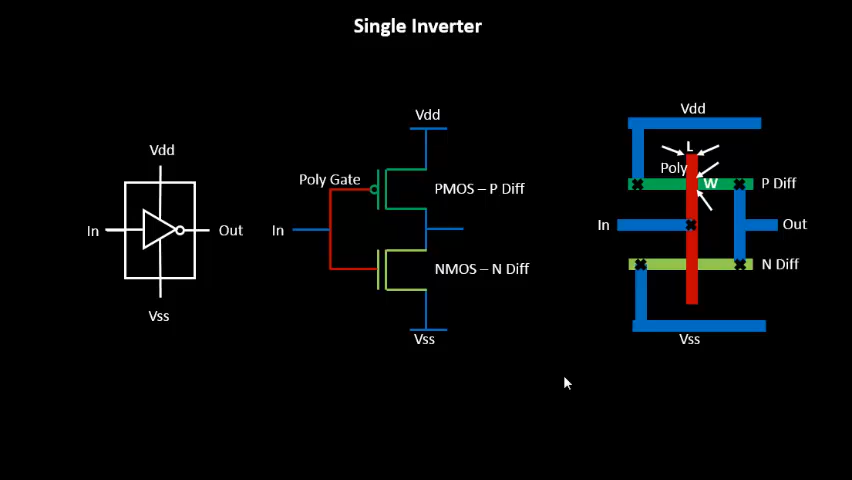 Single Inverter
Vdd
In
Out
Vss
Vdd
Poly Gate
PMOS – P Diff
In
NMOS – N Diff
Vss
Vdd
L
Poly
W
P Diff
In
Out
N Diff
Vss